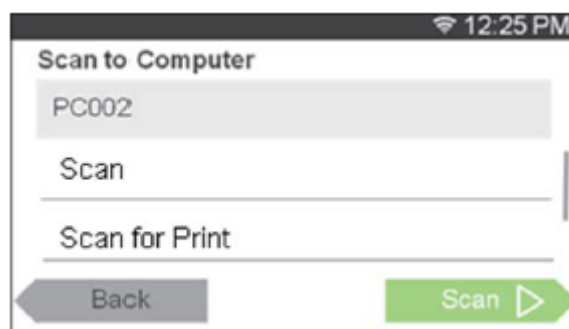 12:25 PM
Scan to Computer
PC002
Scan
Scan for Print
Back
Scan